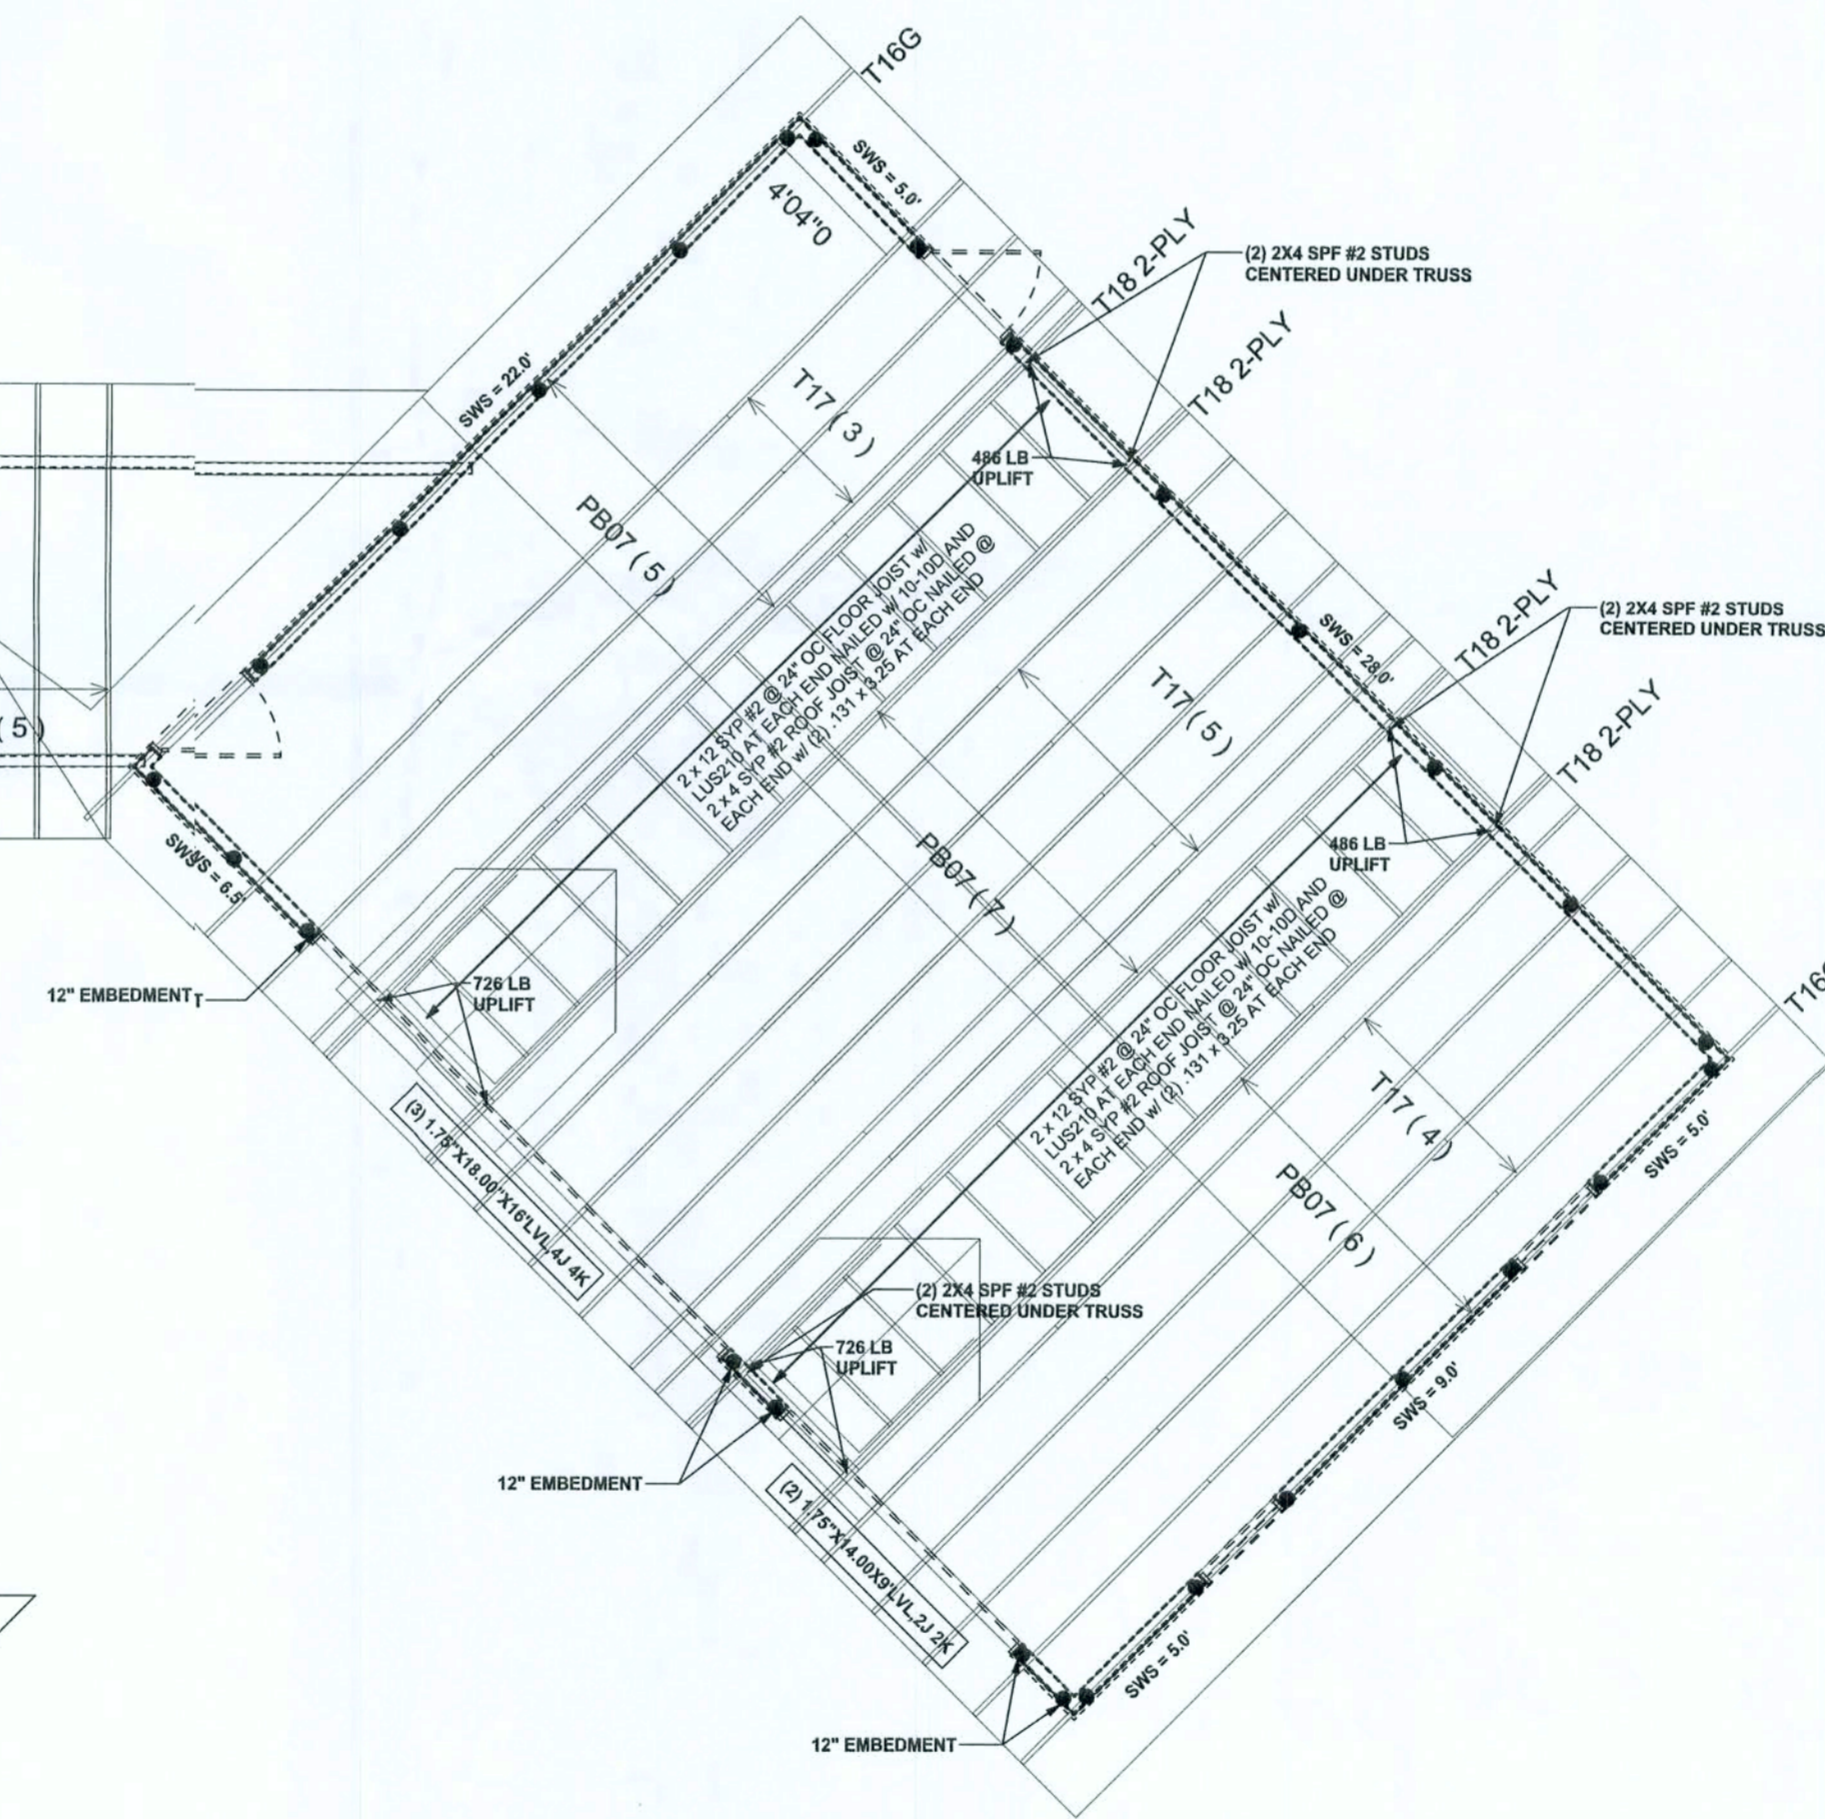 T16G
SWS = 5.0'
4'04"0
T18 2-PLY
(2) 2X4 SPF #2 STUDS
CENTERED UNDER TRUSS
T18 2-PLY
SWS = 22.0'
T17 ( 3 )
486 LB
UPLIFT
PB07 ( 5 )
2 x 12 SYP #2 @ 24" OC FLOOR JOIST w/
LUS210 AT EACH END NAILED w/ 10-10D AND
2 x 4 SYP #2 ROOF JOIST @ 24" OC NAILED @
EACH END w/ (2) .131 x 3.25 AT EACH END
T18 2-PLY
(2) 2X4 SPF #2 STUDS
CENTERED UNDER TRUSS
SWS = 28.0'
T17 ( 5 )
T18 2-PLY
( 5 )
486 LB
UPLIFT
SWS = 6.5'
PB07 ( 7 )
2 x 12 SYP #2 @ 24" OC FLOOR JOIST w/
LUS210 AT EACH END NAILED w/ 10-10D AND
2 x 4 SYP #2 ROOF JOIST @ 24" OC NAILED @
EACH END w/ (2) .131 x 3.25 AT EACH END
12" EMBEDMENT
726 LB
UPLIFT
T16
T17 ( 4 )
SWS = 5.0'
(3) 1.75"X18.00"X16'LVL,4J 4K
PB07 ( 6 )
(2) 2X4 SPF #2 STUDS
CENTERED UNDER TRUSS
726 LB
UPLIFT
SWS = 9.0'
12" EMBEDMENT
(2) 1.75"X14.00X9'LVL,2J 2K
SWS = 5.0'
12" EMBEDMENT